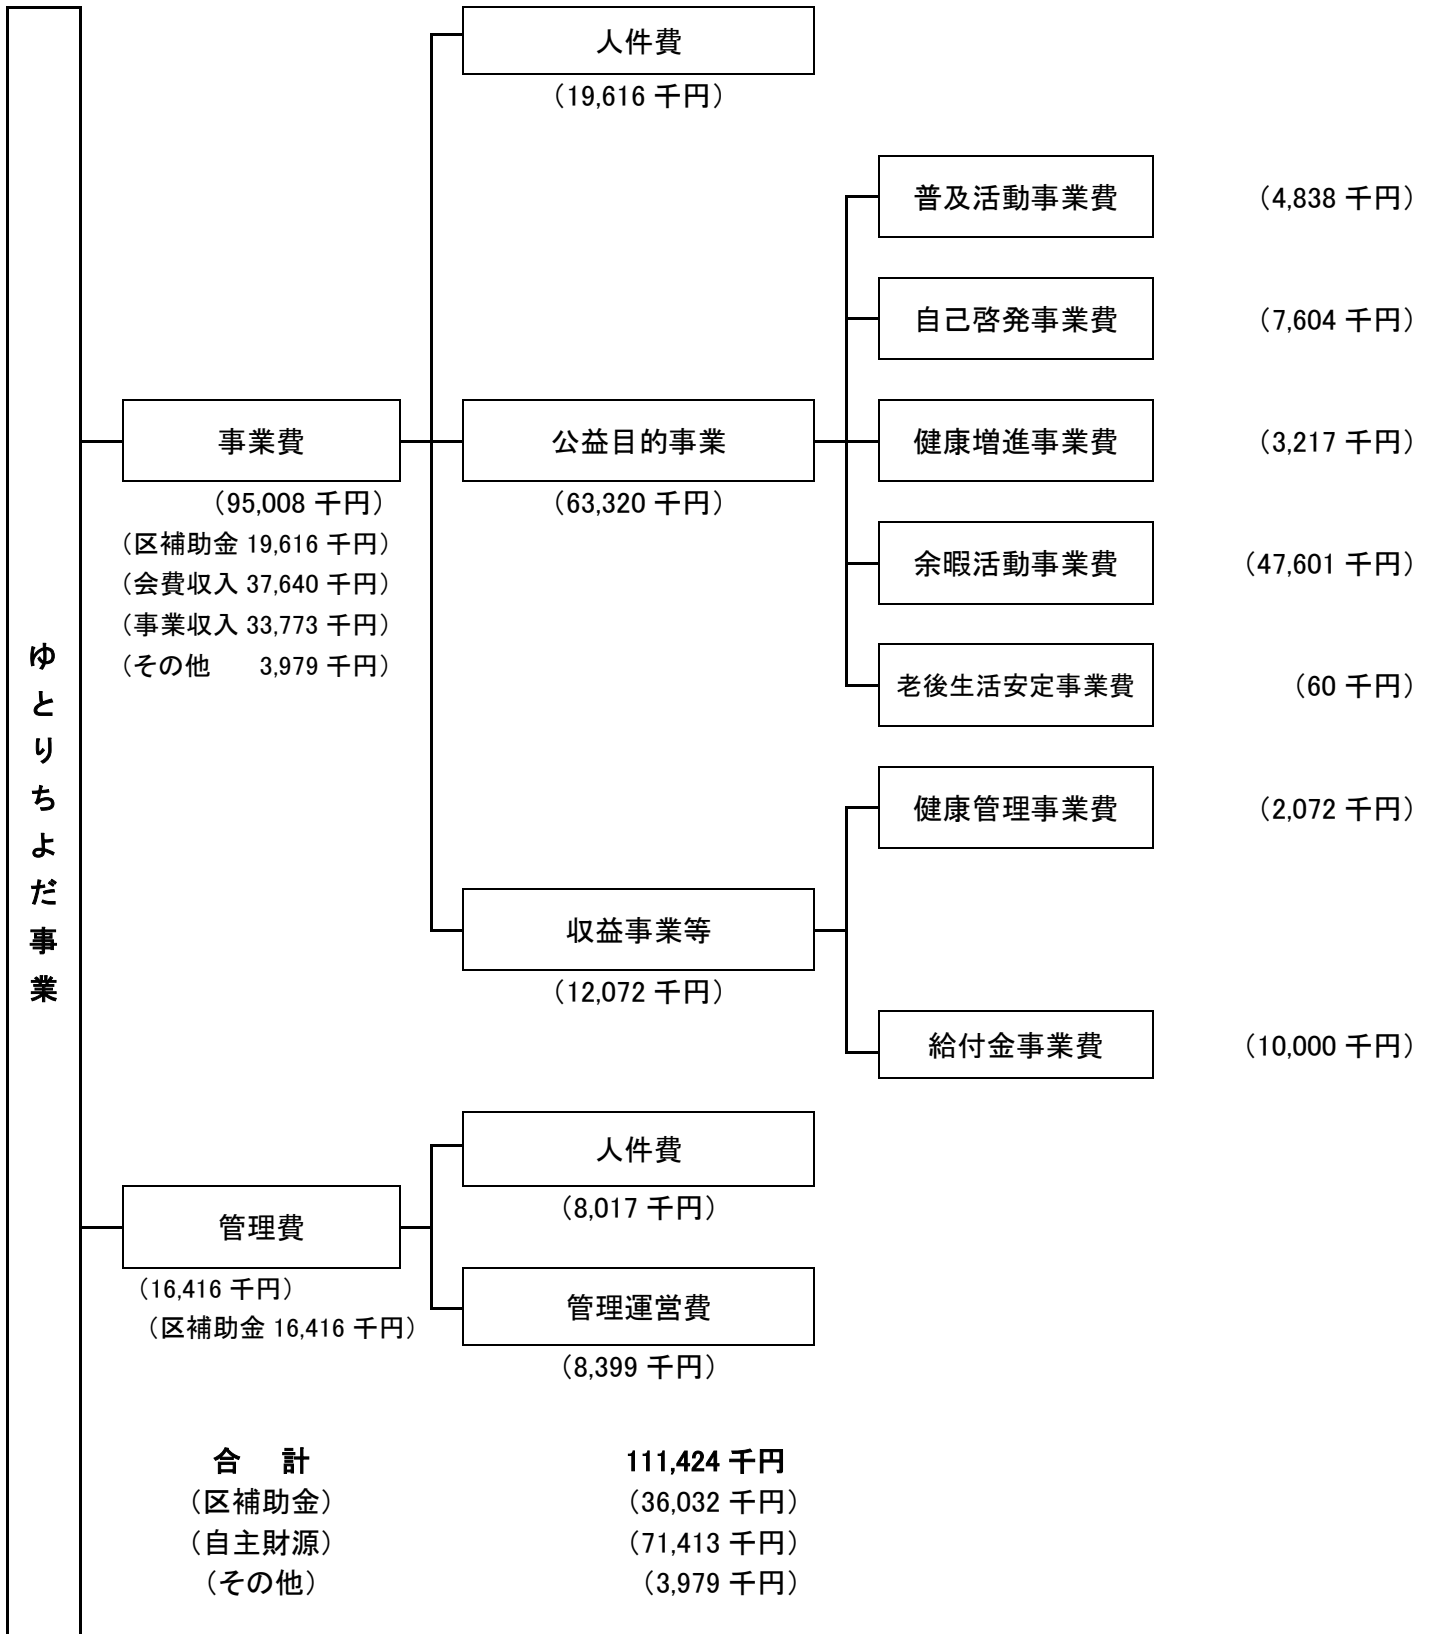 ゆとりちよだ事業
人件費
（19,616 千円）
普及活動事業費 （4,838 千円）
自己啓発事業費 （7,604 千円）
事業費
（95,008 千円）
（区補助金 19,616 千円）
（会費収入 37,640 千円）
（事業収入 33,773 千円）
（その他　　3,979 千円）
公益目的事業
（63,320 千円）
健康増進事業費 （3,217 千円）
余暇活動事業費 （47,601 千円）
老後生活安定事業費 （60 千円）
健康管理事業費 （2,072 千円）
収益事業等
（12,072 千円）
給付金事業費 （10,000 千円）
人件費
（8,017 千円）
管理費
（16,416 千円）
（区補助金 16,416 千円）
管理運営費
（8,399 千円）
合　計 111,424 千円
（区補助金） （36,032 千円）
（自主財源） （71,413 千円）
（その他） （3,979 千円）